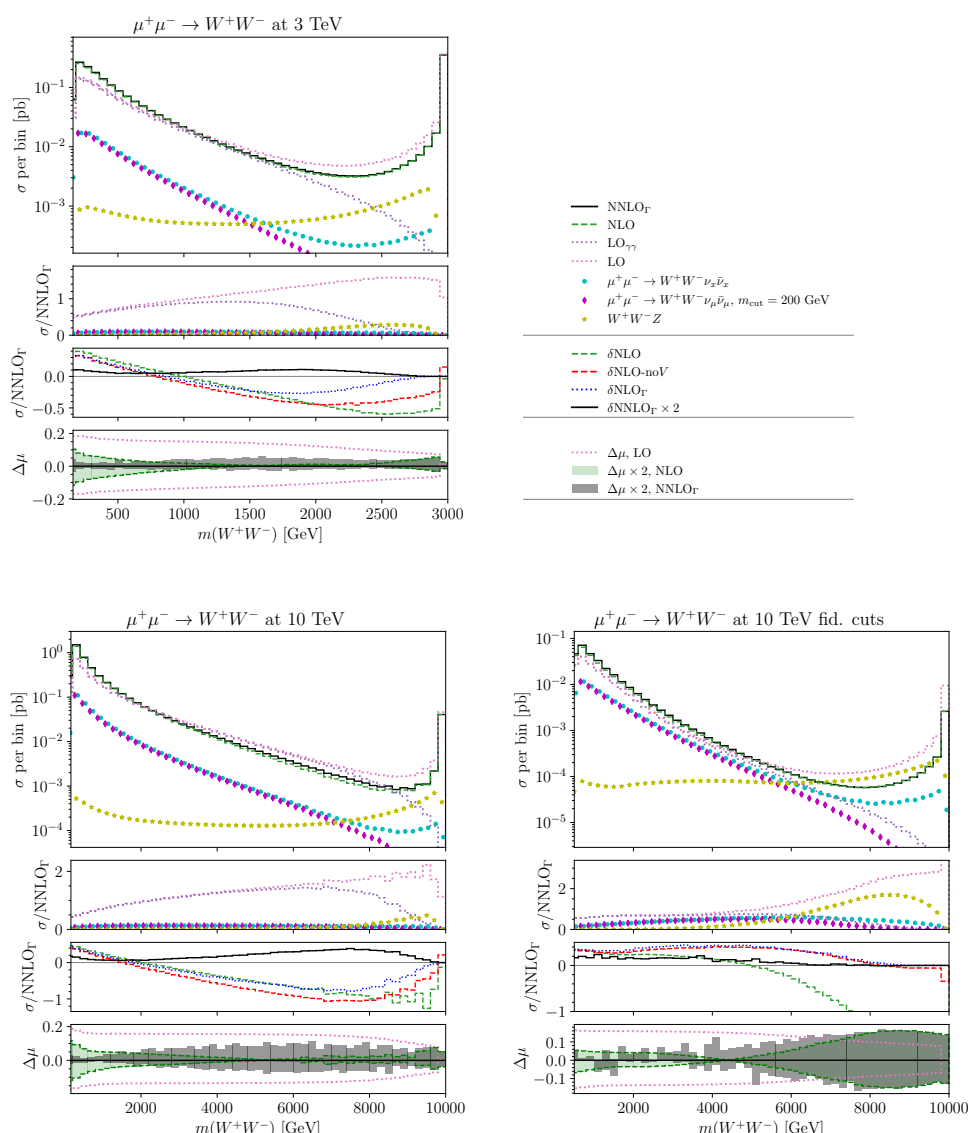 μ⁺μ⁻ → W⁺W⁻ at 3 TeV
σ per bin [pb]
10⁻¹
10⁻²
10⁻³
σ/NNLO_Γ
1
0
σ/NNLO_Γ
0.0
−0.5
Δμ
0.2
0.0
−0.2
500 1000 1500 2000 2500 3000
m(W⁺W⁻) [GeV]
NNLO_Γ
NLO
LO_γγ
LO
μ⁺μ⁻ → W⁺W⁻ν_xν̄_x
μ⁺μ⁻ → W⁺W⁻ν_μν̄_μ, m_cut = 200 GeV
W⁺W⁻Z
δNLO
δNLO-noV
δNLO_Γ
δNNLO_Γ × 2
Δμ, LO
Δμ × 2, NLO
Δμ × 2, NNLO_Γ
μ⁺μ⁻ → W⁺W⁻ at 10 TeV
σ per bin [pb]
10⁰
10⁻¹
10⁻²
10⁻³
10⁻⁴
σ/NNLO_Γ
2
0
σ/NNLO_Γ
0
−1
Δμ
0.2
0.0
2000 4000 6000 8000 10000
m(W⁺W⁻) [GeV]
μ⁺μ⁻ → W⁺W⁻ at 10 TeV fid. cuts
σ per bin [pb]
10⁻¹
10⁻²
10⁻³
10⁻⁴
10⁻⁵
σ/NNLO_Γ
2
0
σ/NNLO_Γ
0
−1
Δμ
0.1
0.0
−0.1
2000 4000 6000 8000 10000
m(W⁺W⁻) [GeV]